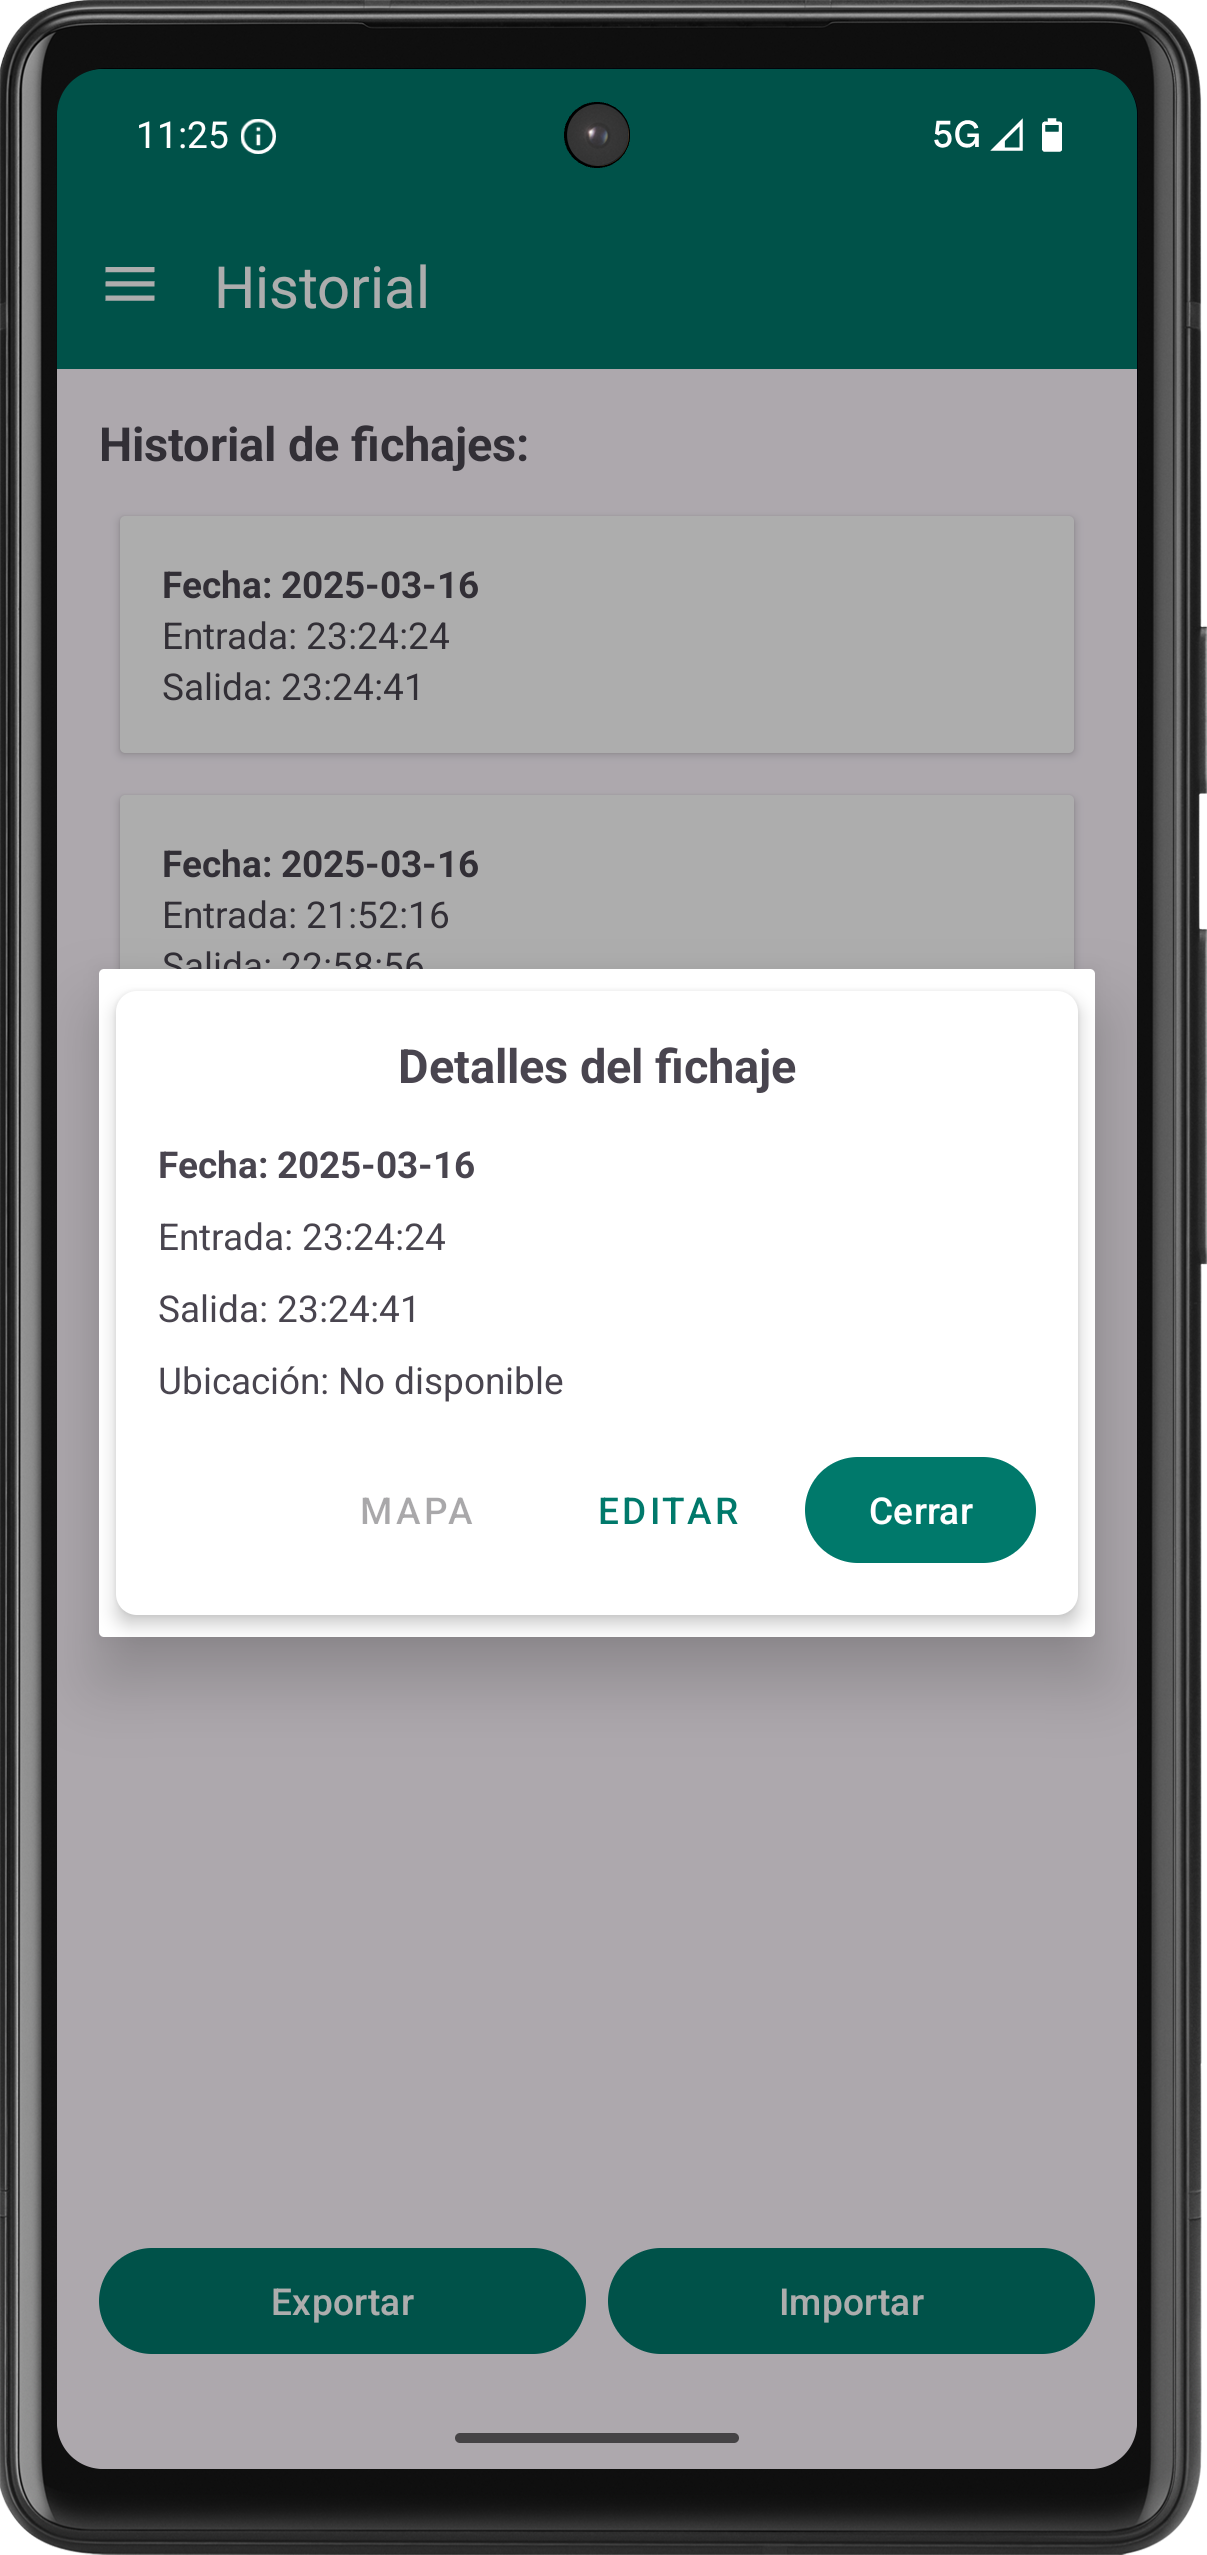 11:25
5G
Historial
Historial de fichajes:
Fecha: 2025-03-16
Entrada: 23:24:24
Salida: 23:24:41
Fecha: 2025-03-16
Entrada: 21:52:16
Salida: 22:58:56
Detalles del fichaje
Fecha: 2025-03-16
Entrada: 23:24:24
Salida: 23:24:41
Ubicación: No disponible
MAPA EDITAR Cerrar
Exportar Importar